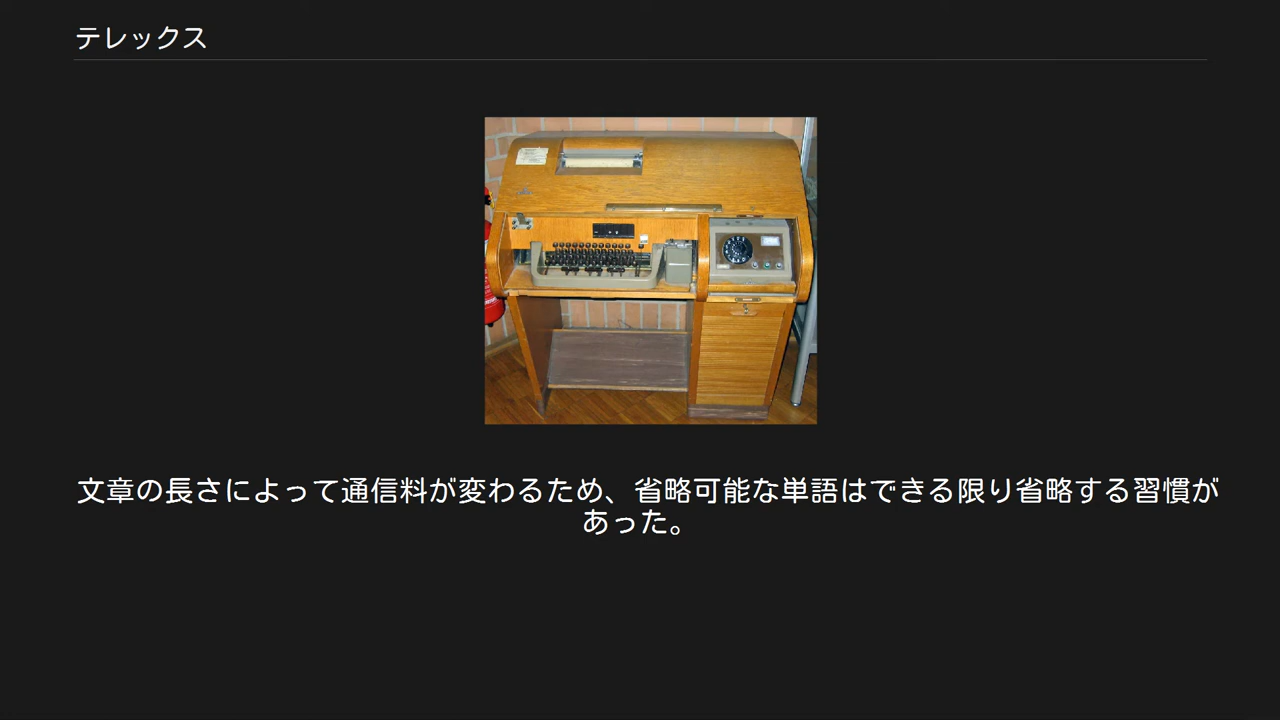 テレックス
文章の長さによって通信料が変わるため、省略可能な単語はできる限り省略する習慣が
あった。